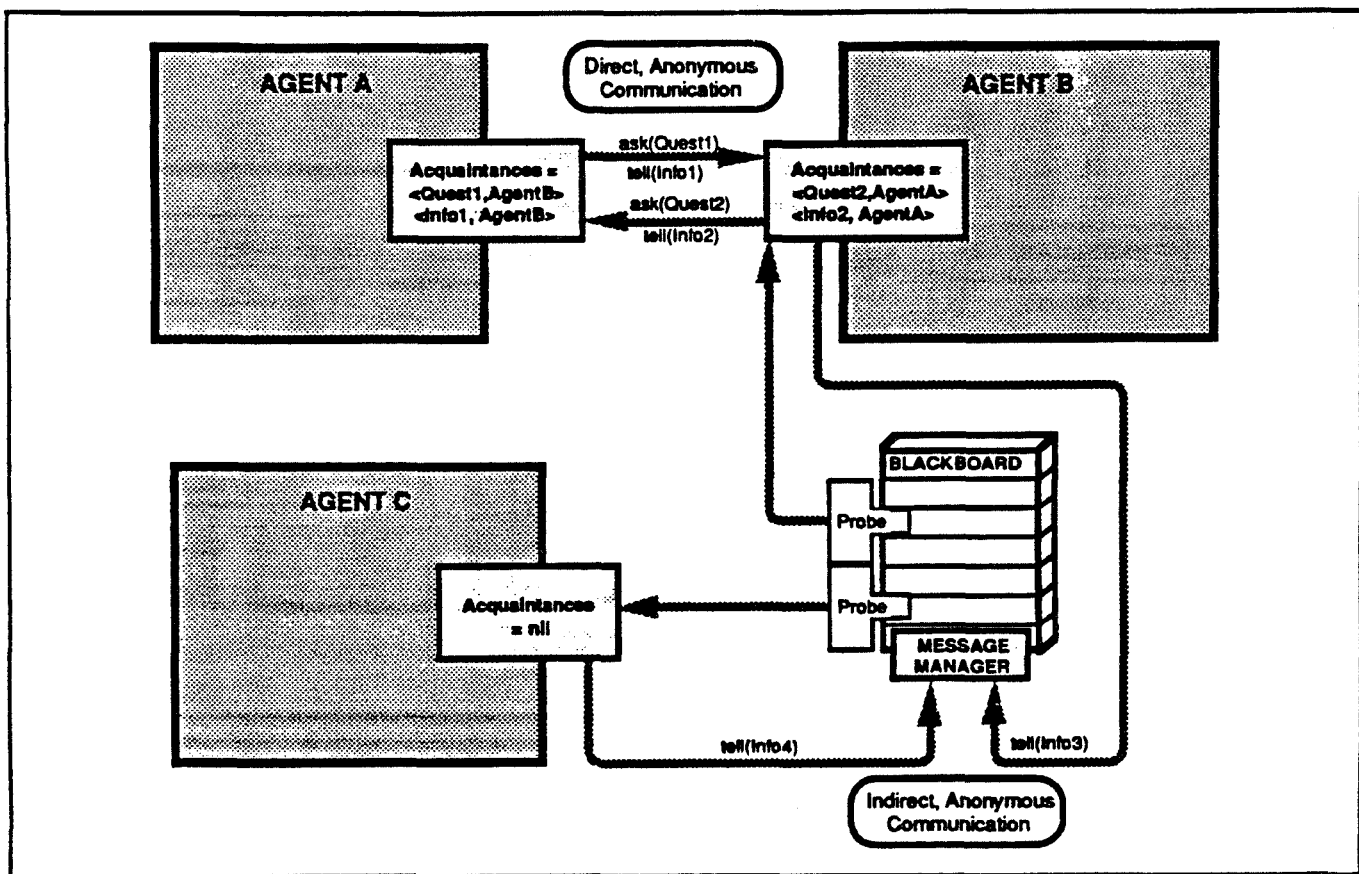 AGENT A
Direct, Anonymous
Communication
AGENT B
Acquaintances =
<Quest1,AgentB>
<Info1, AgentB>
ask(Quest1)
tell(Info1)
ask(Quest2)
tell(Info2)
Acquaintances =
<Quest2,AgentA>
<Info2, AgentA>
AGENT C
Acquaintances
= nil
BLACKBOARD
Probe
Probe
MESSAGE
MANAGER
tell(Info4)
tell(Info3)
Indirect, Anonymous
Communication